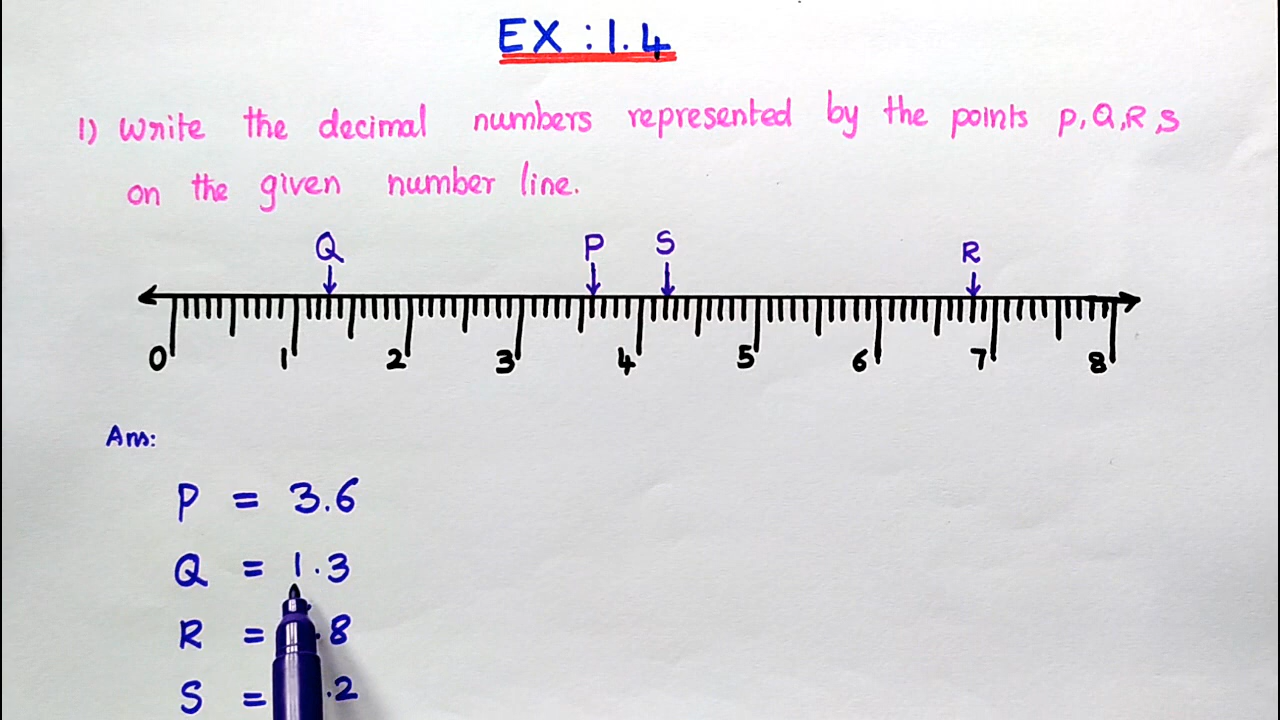 EX : 1.4
1) Write the decimal numbers represented by the points P, Q, R, S
on the given number line.
Q P S R
0 1 2 3 4 5 6 7 8
Ans:
P = 3.6
Q = 1.3
R = .8
S = .2